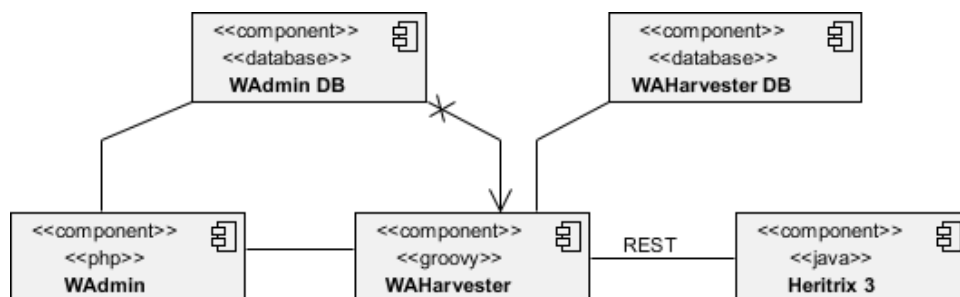 <<component>>
<<database>>
WAdmin DB
<<component>>
<<database>>
WAHarvester DB
<<component>>
<<php>>
WAdmin
<<component>>
<<groovy>>
WAHarvester
REST
<<component>>
<<java>>
Heritrix 3